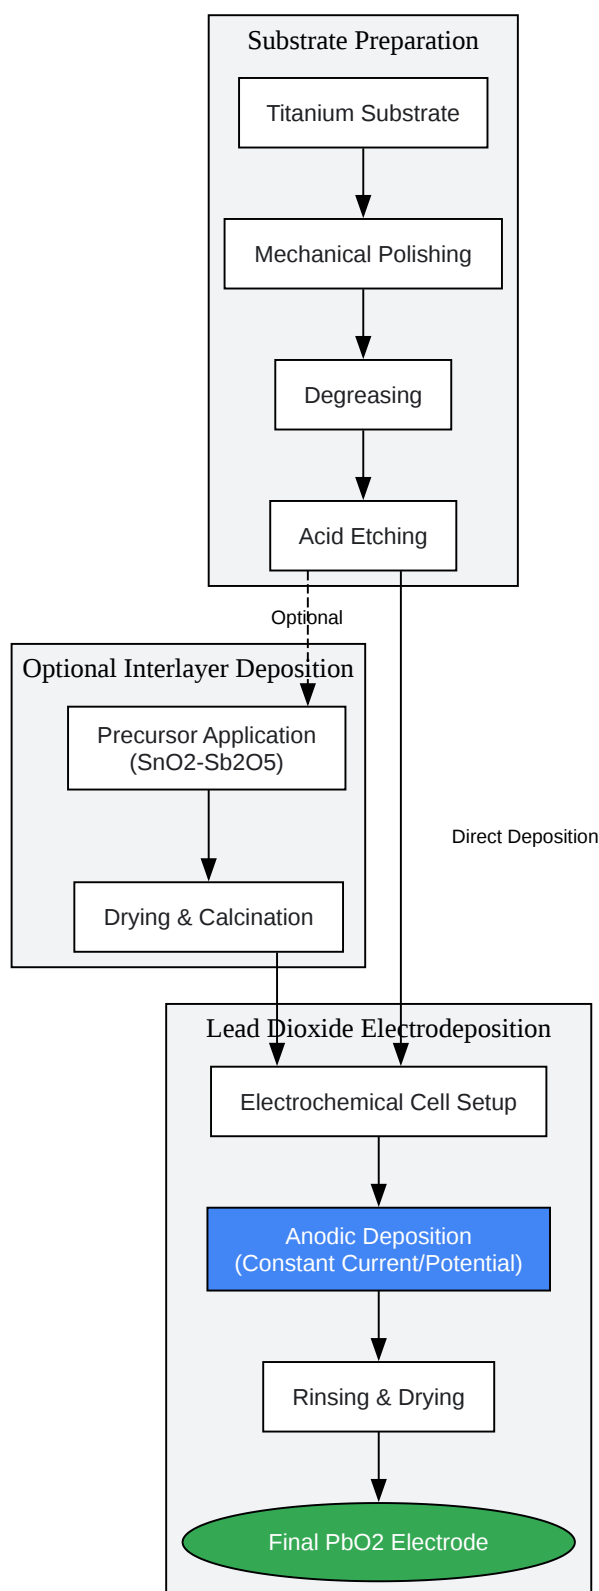 Substrate Preparation
Titanium Substrate
Mechanical Polishing
Degreasing
Acid Etching
Optional
Optional Interlayer Deposition
Precursor Application
(SnO2-Sb2O5)
Direct Deposition
Drying & Calcination
Lead Dioxide Electrodeposition
Electrochemical Cell Setup
Anodic Deposition
(Constant Current/Potential)
Rinsing & Drying
Final PbO2 Electrode